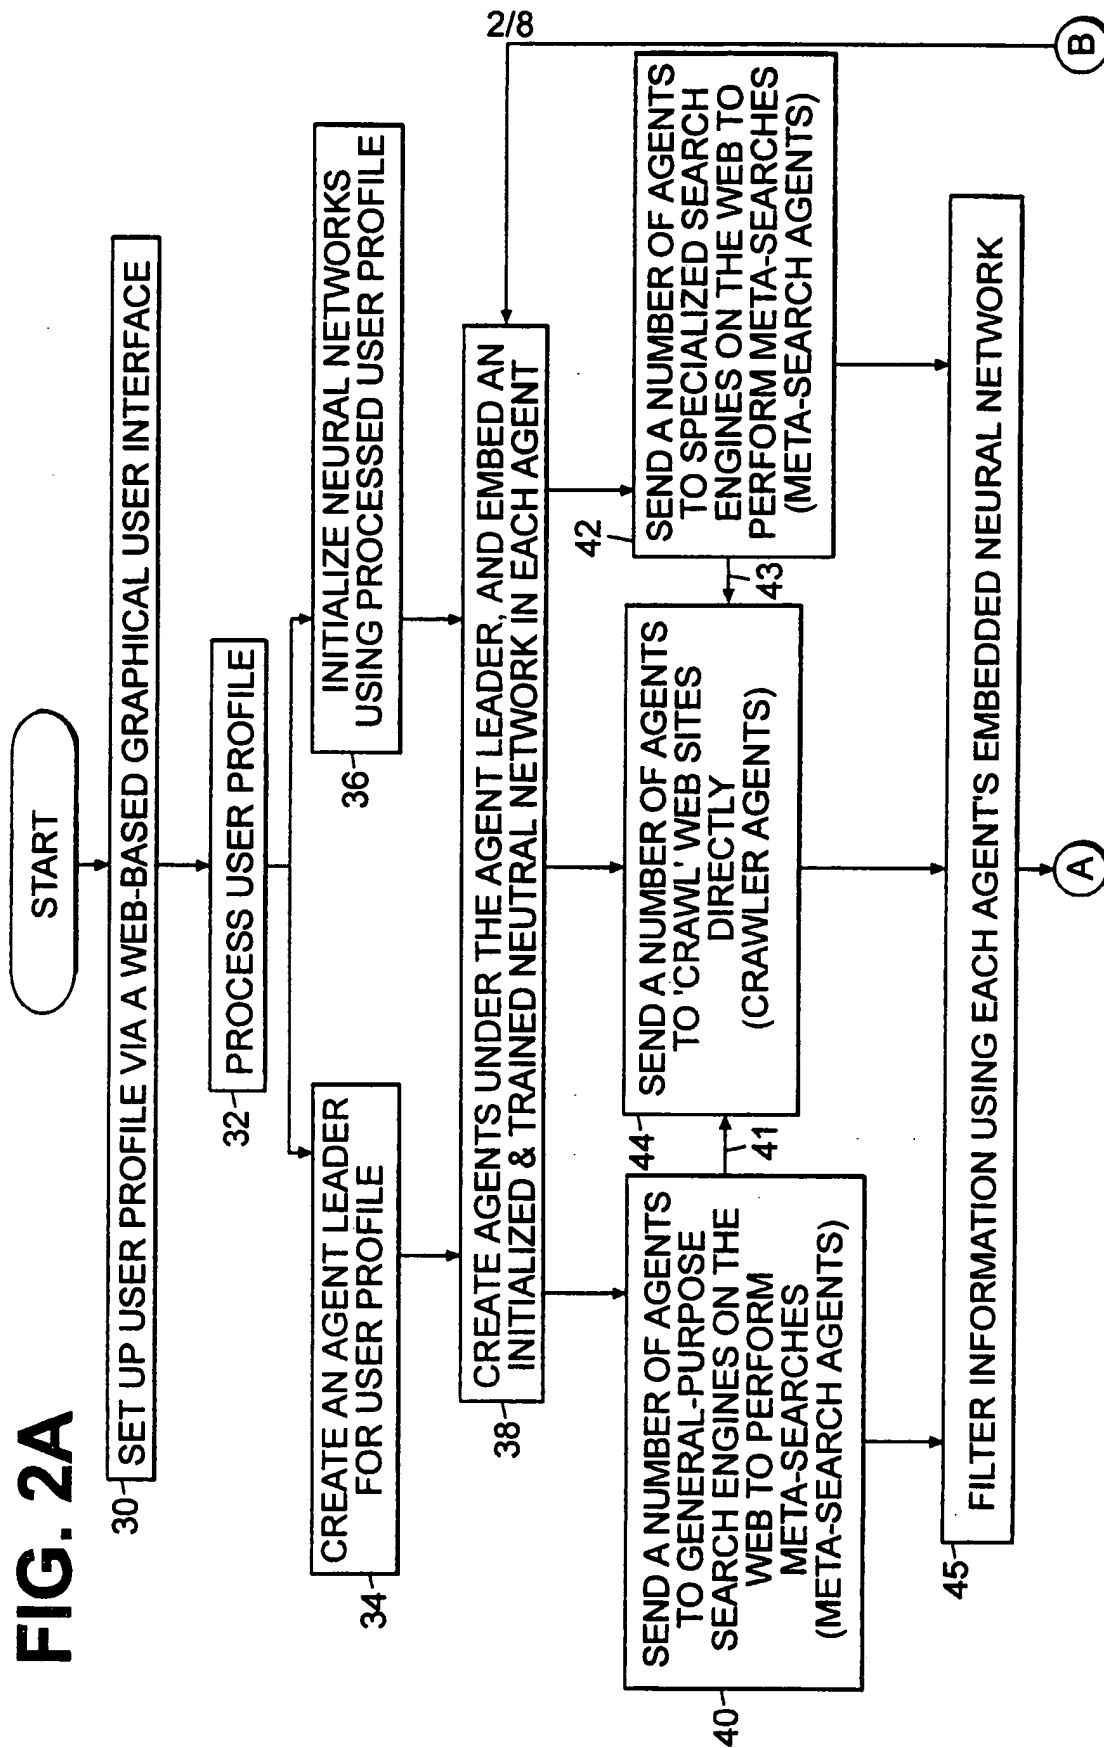 2/8
FIG. 2A
START
30
SET UP USER PROFILE VIA A WEB-BASED GRAPHICAL USER INTERFACE
32
PROCESS USER PROFILE
34
CREATE AN AGENT LEADER
FOR USER PROFILE
36
INITIALIZE NEURAL NETWORKS
USING PROCESSED USER PROFILE
38
CREATE AGENTS UNDER THE AGENT LEADER, AND EMBED AN
INITIALIZED & TRAINED NEUTRAL NETWORK IN EACH AGENT
40
SEND A NUMBER OF AGENTS
TO GENERAL-PURPOSE
SEARCH ENGINES ON THE
WEB TO PERFORM
META-SEARCHES
(META-SEARCH AGENTS)
41
44
SEND A NUMBER OF AGENTS
TO 'CRAWL' WEB SITES
DIRECTLY
(CRAWLER AGENTS)
43
42
SEND A NUMBER OF AGENTS
TO SPECIALIZED SEARCH
ENGINES ON THE WEB TO
PERFORM META-SEARCHES
(META-SEARCH AGENTS)
45
FILTER INFORMATION USING EACH AGENT'S EMBEDDED NEURAL NETWORK
A
B